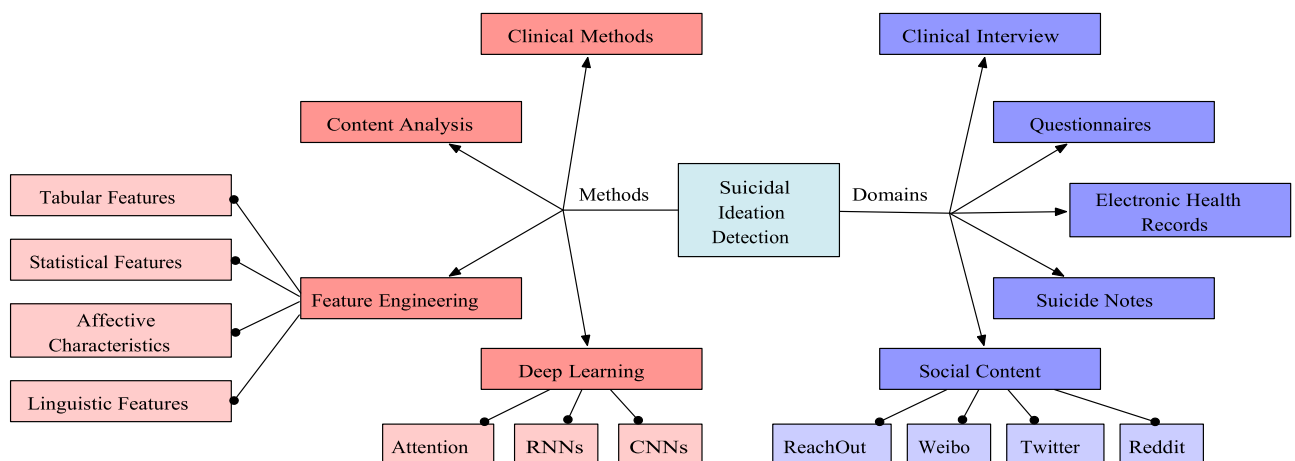 Clinical Methods
Clinical Interview
Content Analysis
Questionnaires
Tabular Features
Methods
Suicidal
Ideation
Detection
Domains
Electronic Health
Records
Statistical Features
Feature Engineering
Suicide Notes
Affective
Characteristics
Deep Learning
Social Content
Linguistic Features
Attention
RNNs
CNNs
ReachOut
Weibo
Twitter
Reddit